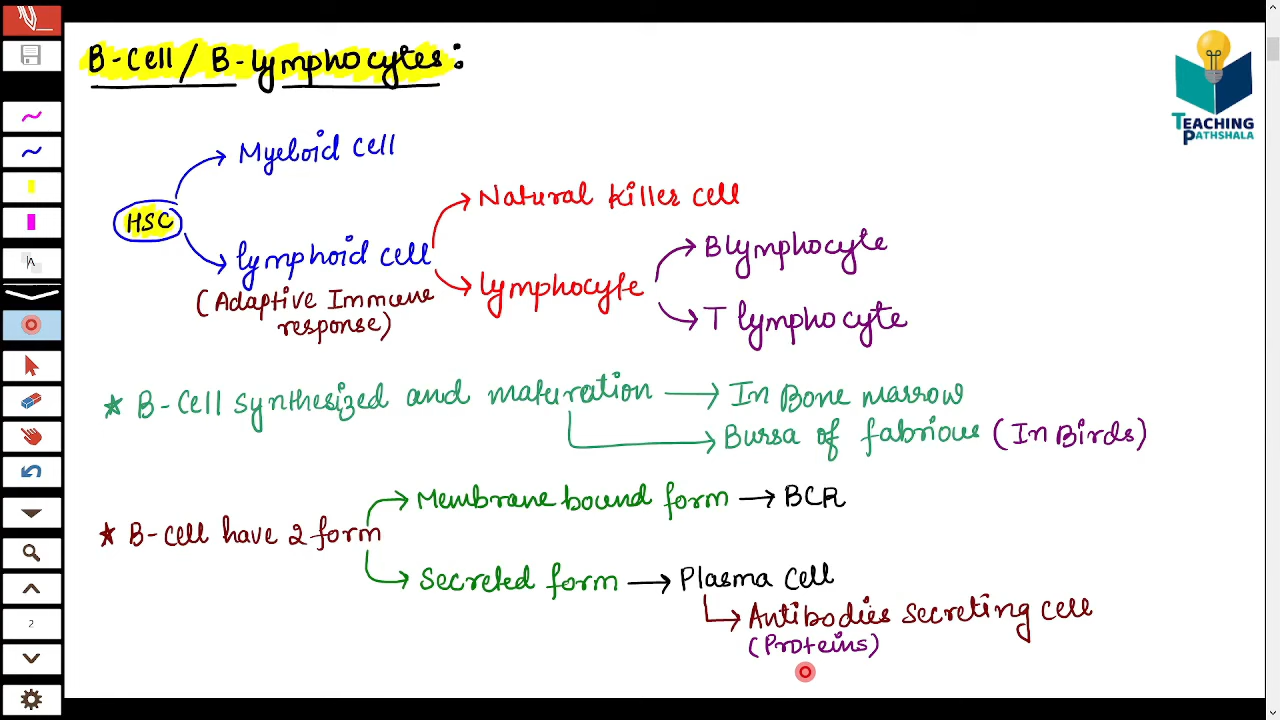 B-Cell / B-lymphocytes:
TEACHING
PATHSHALA
Myeloid cell
HSC
lymphoid cell
(Adaptive Immune
response)
Natural killer cell
lymphocyte
B lymphocyte
T lymphocyte
★ B-Cell synthesized and maturation → In Bone marrow
→ Bursa of fabrious (In Birds)
★ B-cell have 2 form
Membrane bound form → BCR
Secreted form → Plasma cell
Antibodies secreting cell
(Proteins)
2